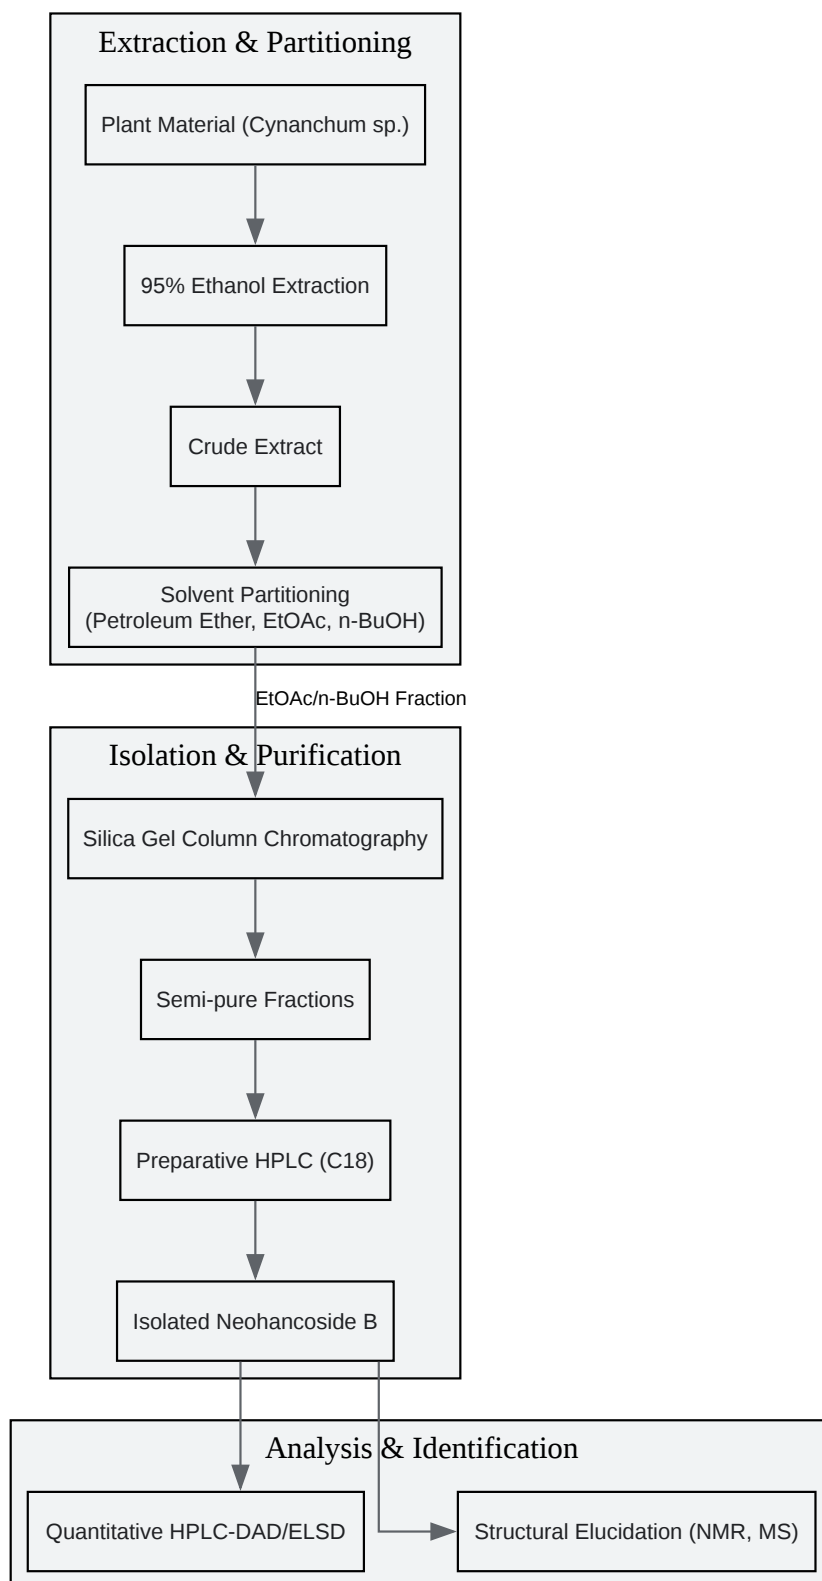 Extraction & Partitioning
Plant Material (Cynanchum sp.)
95% Ethanol Extraction
Crude Extract
Solvent Partitioning
(Petroleum Ether, EtOAc, n-BuOH)
EtOAc/n-BuOH Fraction
Isolation & Purification
Silica Gel Column Chromatography
Semi-pure Fractions
Preparative HPLC (C18)
Isolated Neohancoside B
Analysis & Identification
Quantitative HPLC-DAD/ELSD
Structural Elucidation (NMR, MS)